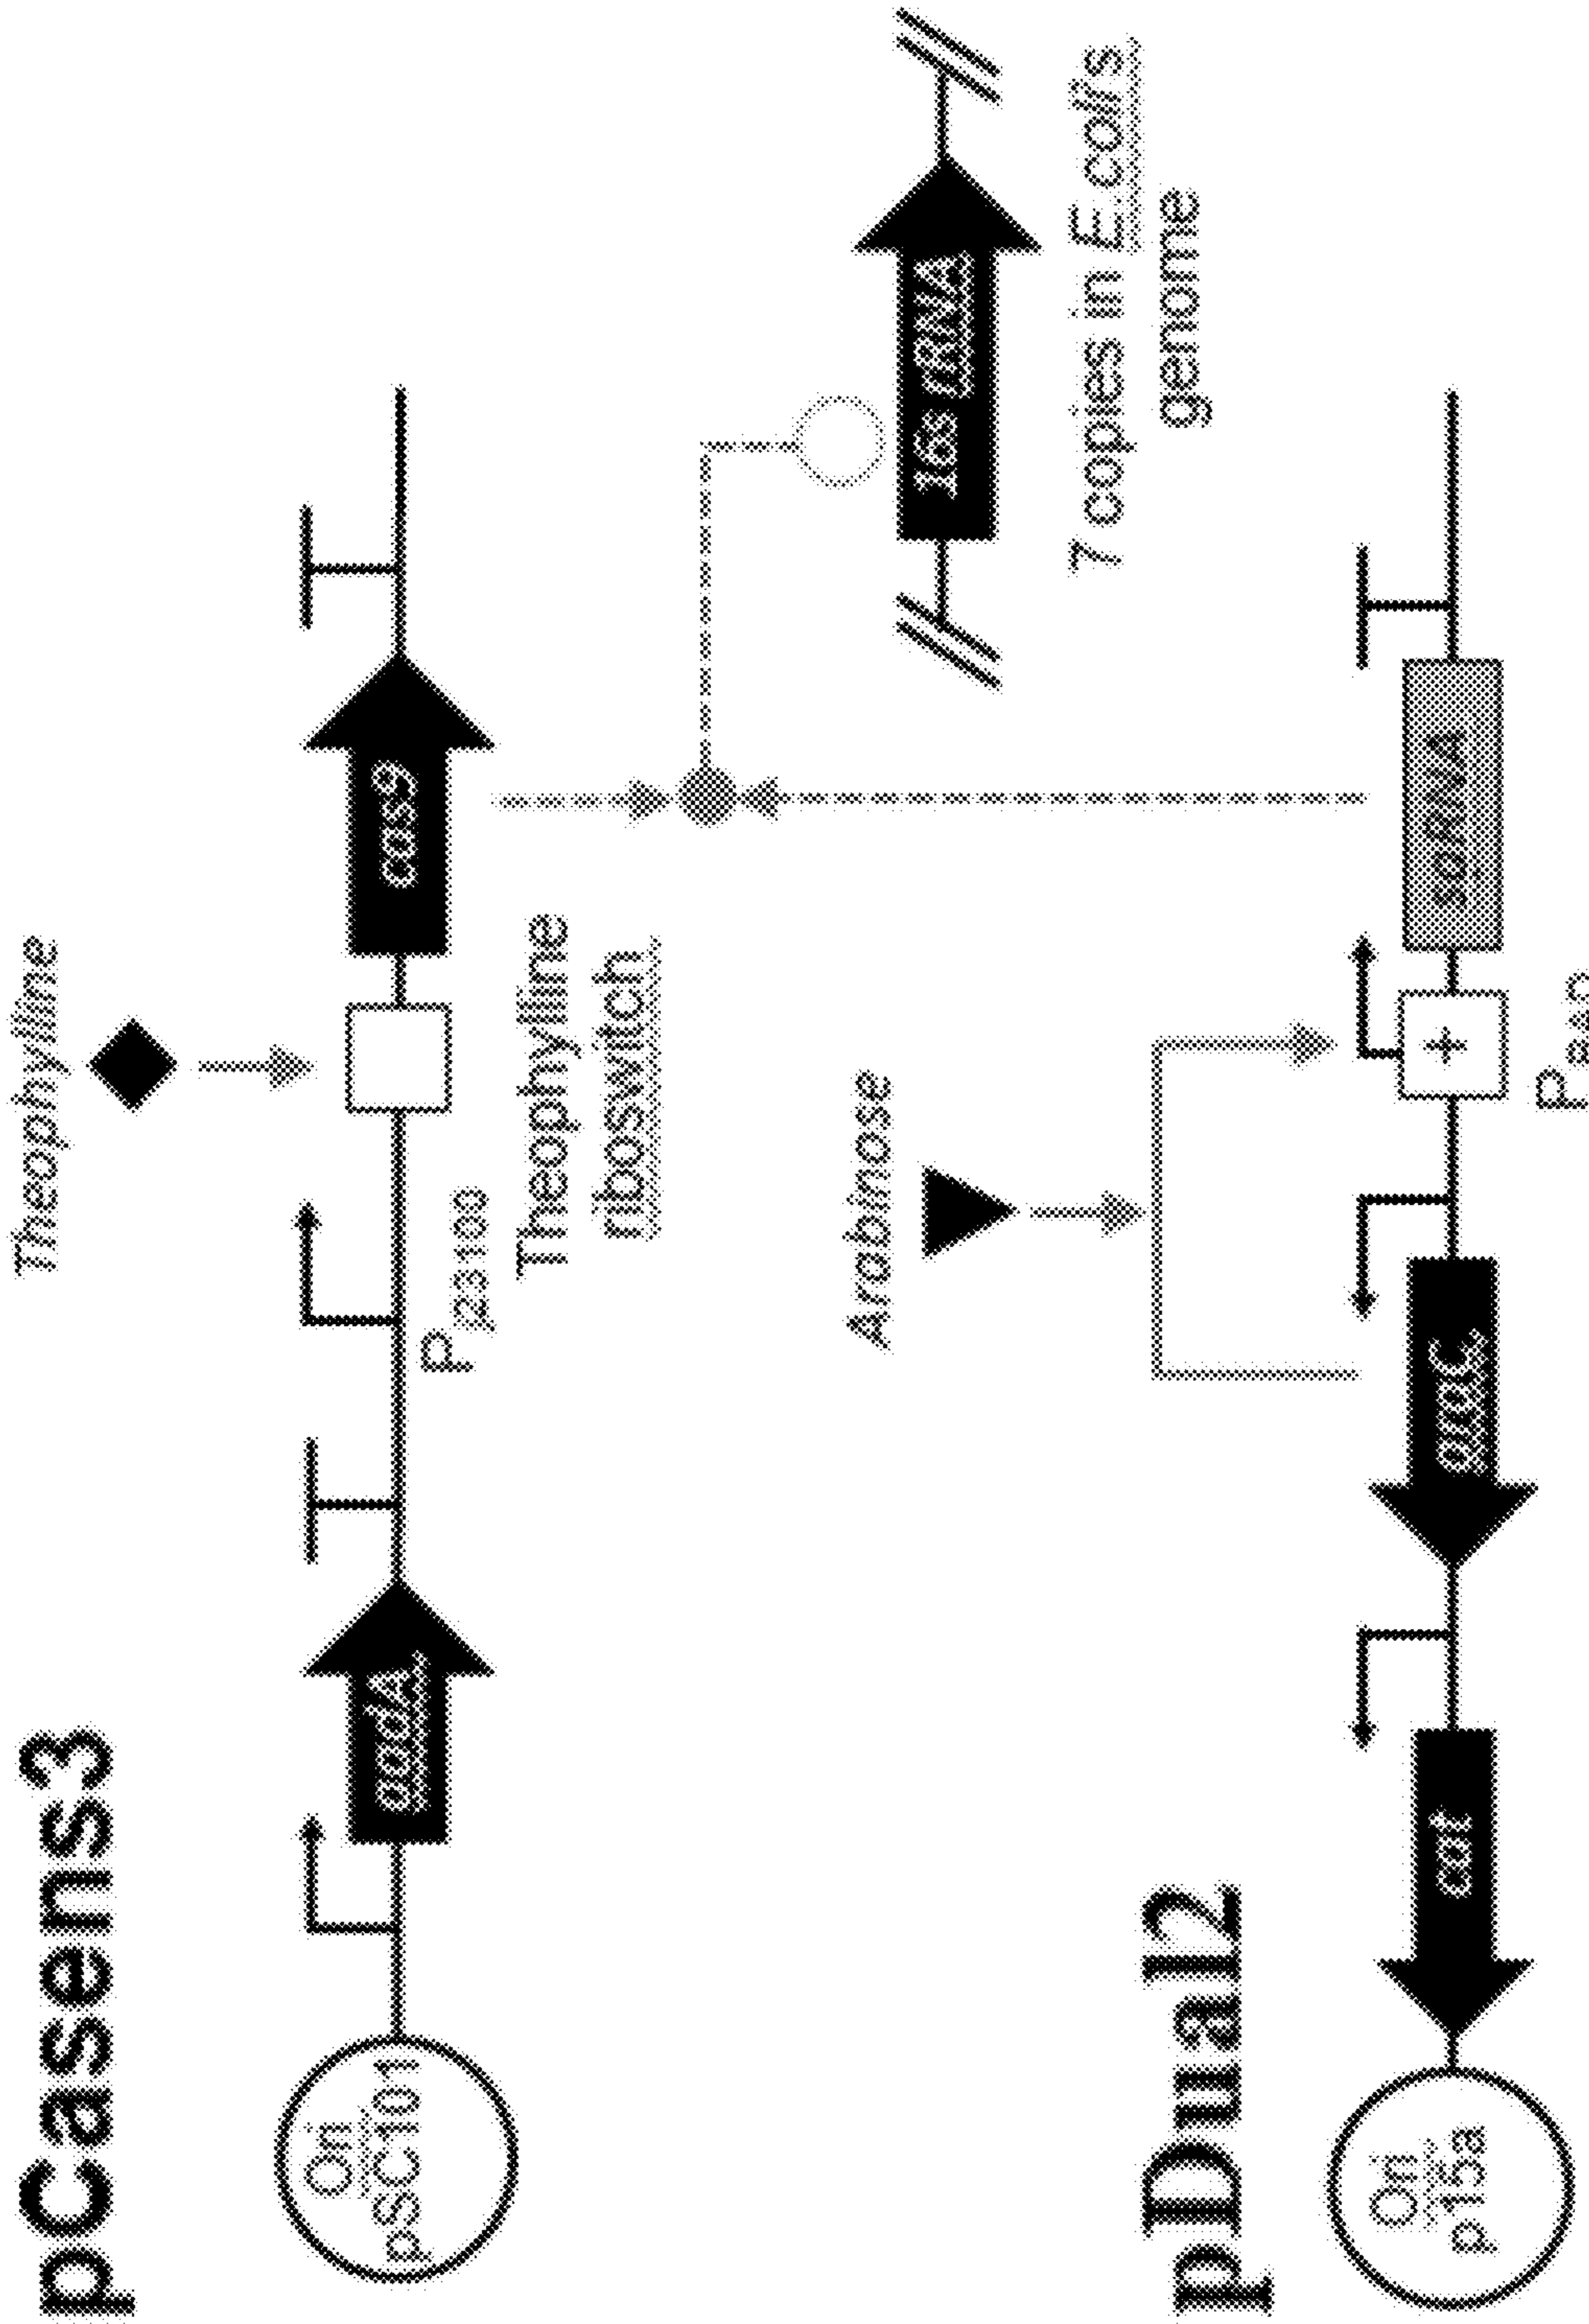 pCasens3
Theophylline
Ori
pSC101
aadA
P
J23100
Theophylline
riboswitch
cas9
16s rRNA
7 copies in E.coli's
genome
pDual2
Arabinose
Ori
p15a
cat
araC
P
BAD
sgRNA
+